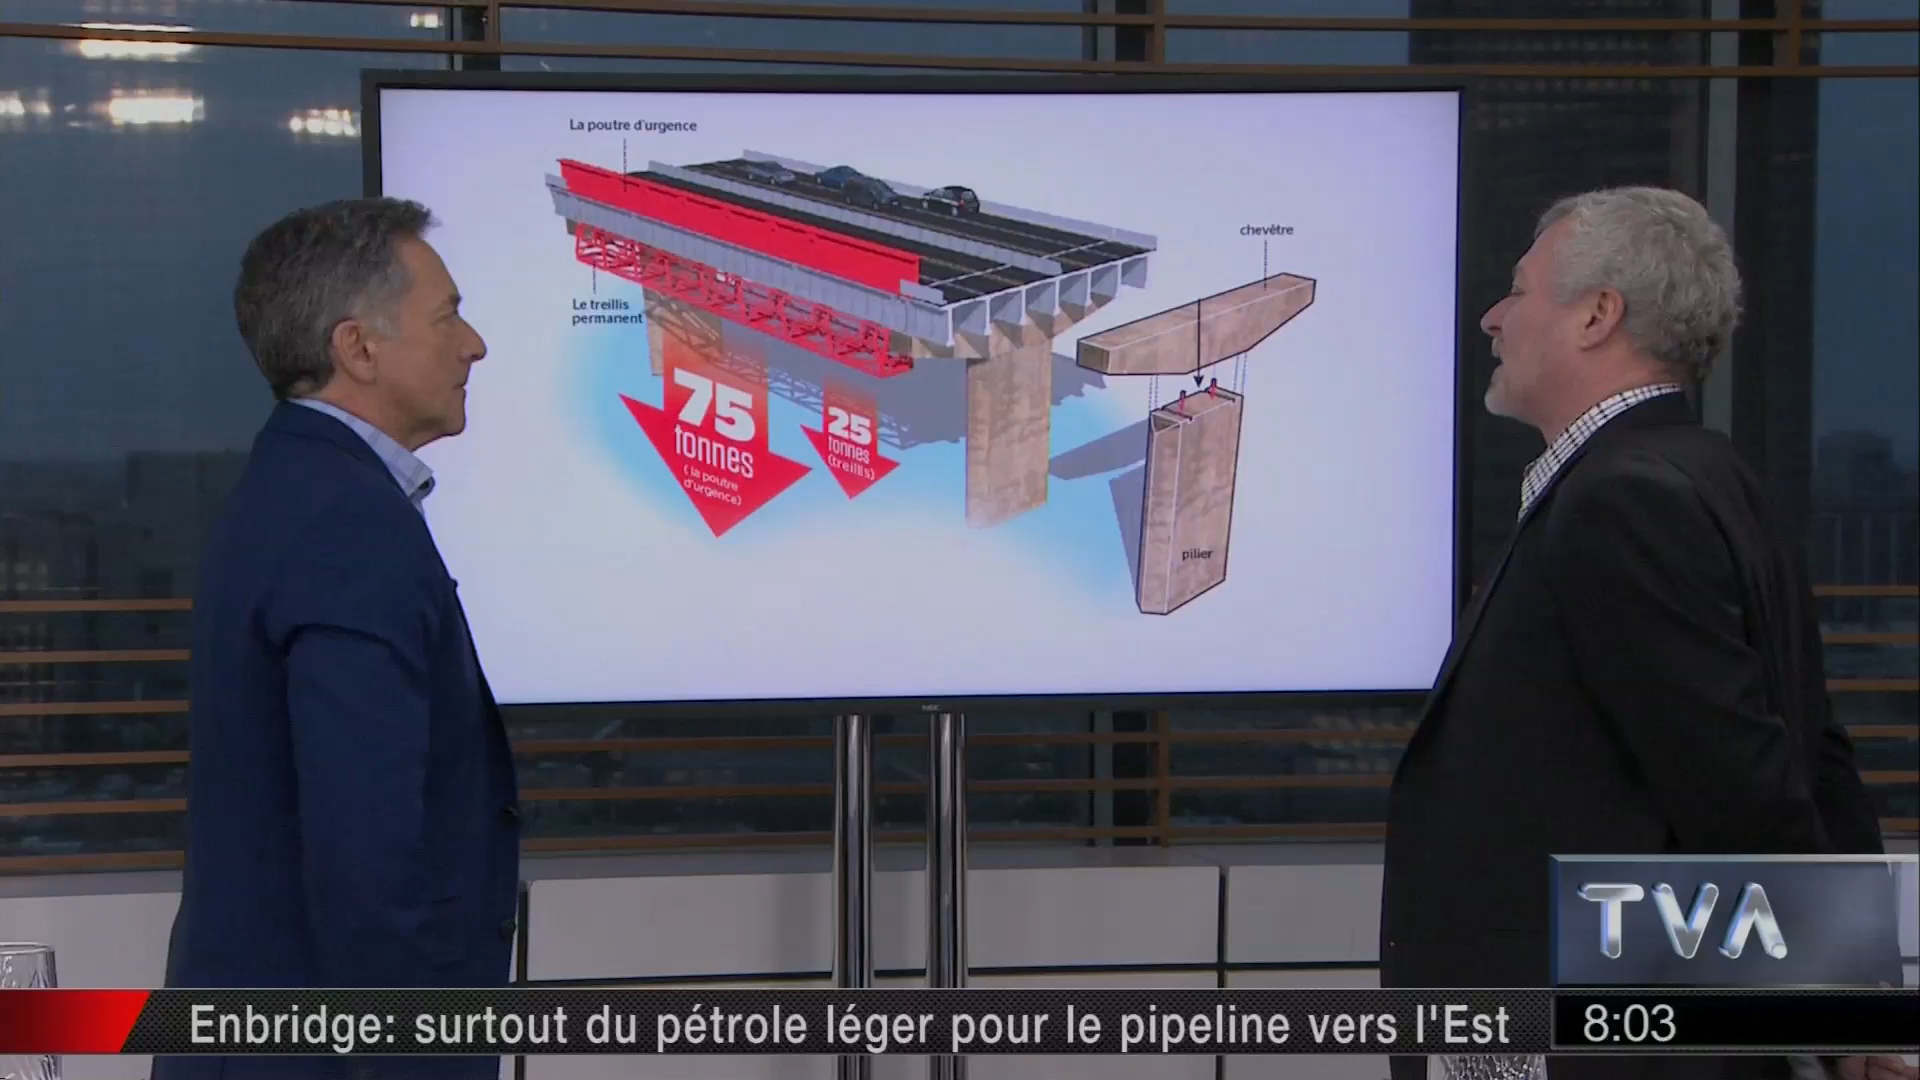 La poutre d'urgence
chevêtre
Le treillis
permanent
75
tonnes
( la poutre
d'urgence)
25
tonnes
(treillis)
pilier
NEC
TVA
Enbridge: surtout du pétrole léger pour le pipeline vers l'Est
8:03